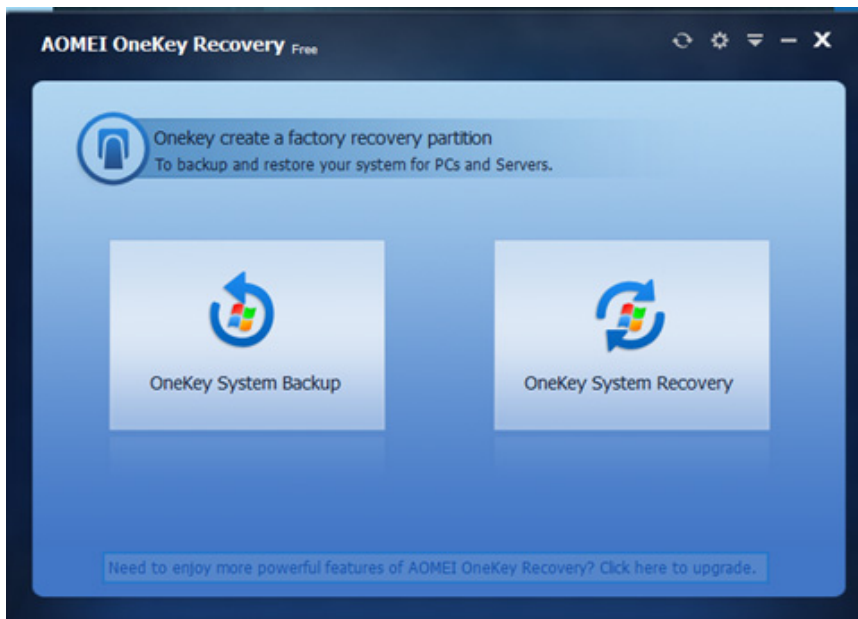 AOMEI OneKey Recovery Free
Onekey create a factory recovery partition
To backup and restore your system for PCs and Servers.
OneKey System Backup
OneKey System Recovery
Need to enjoy more powerful features of AOMEI OneKey Recovery? Click here to upgrade.